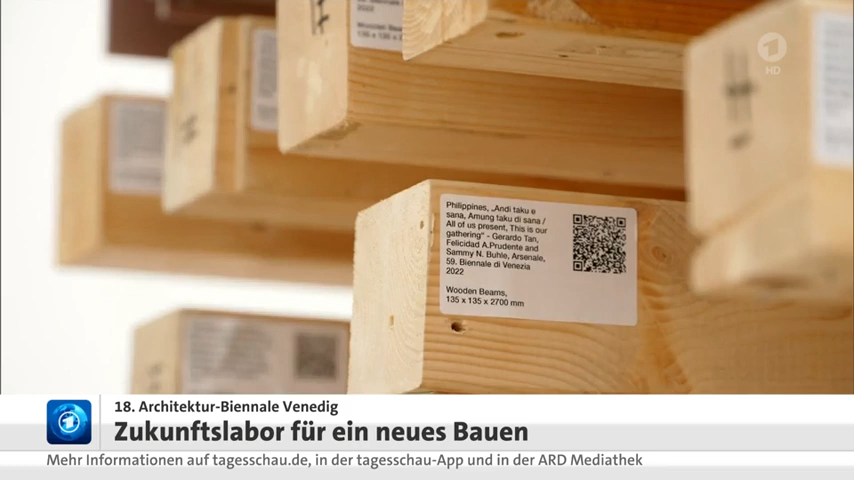 2022
Wooden Beams
135 x 135 x
HD
Philippines, „Andi taku e
sana, Amung taku di sana /
All of us present, This is our
gathering“ - Gerardo Tan,
Felicidad A.Prudente and
Sammy N. Buhle, Arsenale,
59. Biennale di Venezia
2022
Wooden Beams,
135 x 135 x 2700 mm
18. Architektur-Biennale Venedig
Zukunftslabor für ein neues Bauen
Mehr Informationen auf tagesschau.de, in der tagesschau-App und in der ARD Mediathek